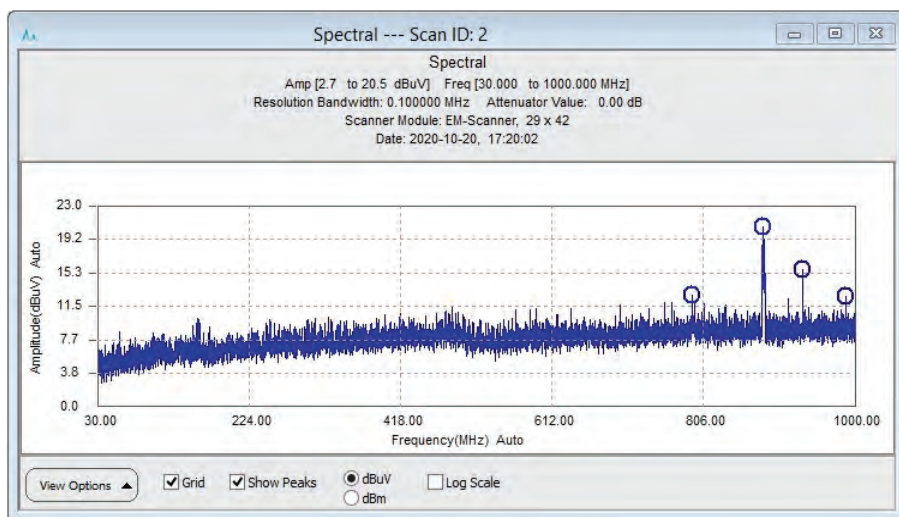 Spectral --- Scan ID: 2
Spectral
Amp [2.7 to 20.5 dBuV] Freq [30.000 to 1000.000 MHz]
Resolution Bandwidth: 0.100000 MHz Attenuator Value: 0.00 dB
Scanner Module: EM-Scanner, 29 x 42
Date: 2020-10-20, 17:20:02
Amplitude(dBuV) Auto
23.0
19.2
15.3
11.5
7.7
3.8
0.0
30.00 224.00 418.00 612.00 806.00 1000.00
Frequency(MHz) Auto
View Options Grid Show Peaks dBuV Log Scale
dBm